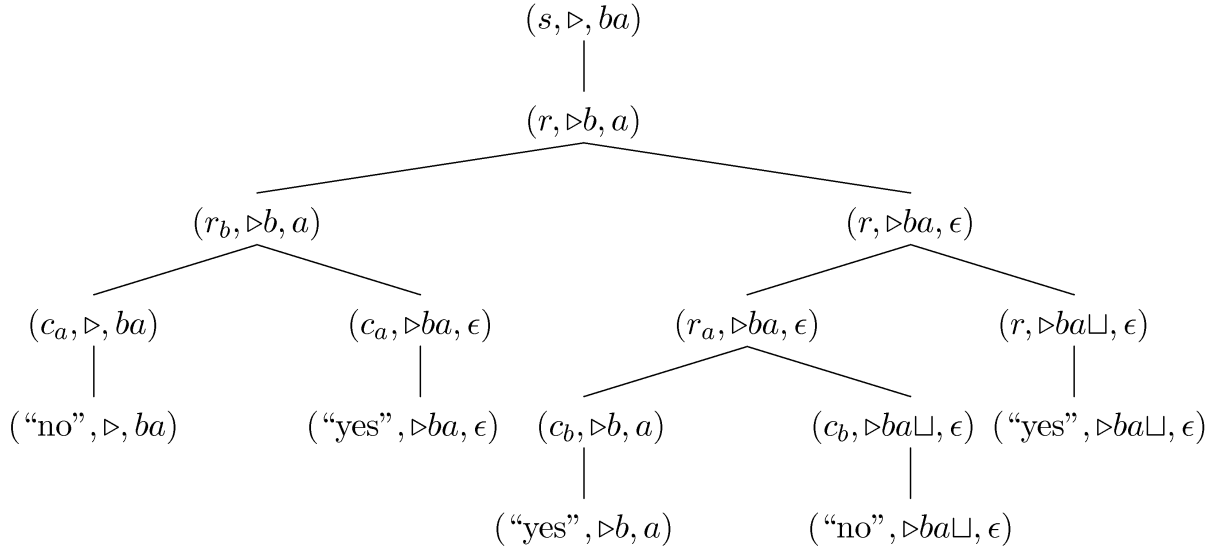 (s, ▹, ba)
(r, ▹b, a)
(r_b, ▹b, a) (r, ▹ba, ϵ)
(c_a, ▹, ba) (c_a, ▹ba, ϵ) (r_a, ▹ba, ϵ) (r, ▹ba⊔, ϵ)
(“no”, ▹, ba) (“yes”, ▹ba, ϵ) (c_b, ▹b, a) (c_b, ▹ba⊔, ϵ) (“yes”, ▹ba⊔, ϵ)
(“yes”, ▹b, a) (“no”, ▹ba⊔, ϵ)